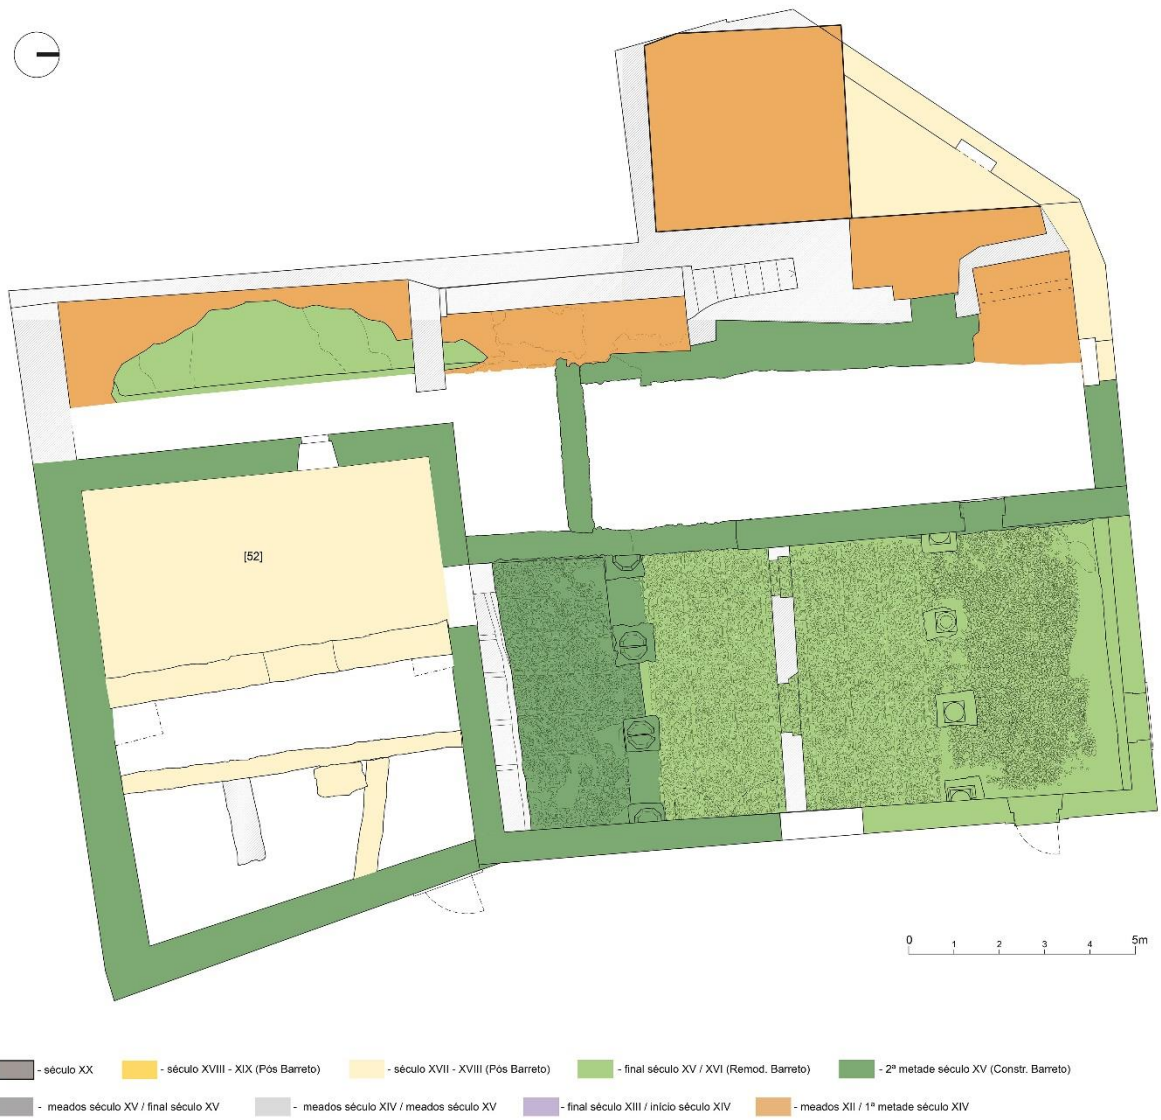 [52]
0 1 2 3 4 5m
- século XX - século XVIII - XIX (Pós Barreto) - século XVII - XVIII (Pós Barreto) - final século XV / XVI (Remod. Barreto) - 2ª metade século XV (Constr. Barreto)
- meados século XV / final século XV - meados século XIV / meados século XV - final século XIII / início século XIV - meados XII / 1ª metade século XIV